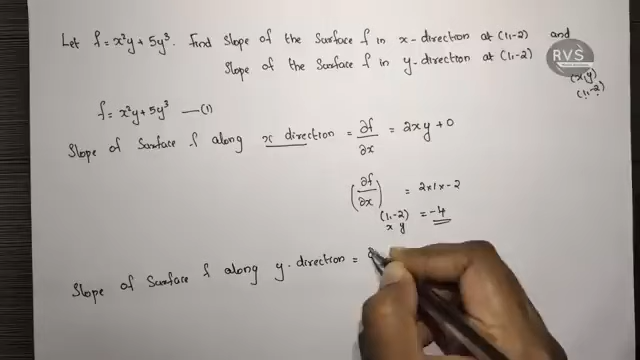 Let f = x²y + 5y³. Find Slope of the Surface f in x-direction at (1,-2) and
Slope of the Surface f in y-direction at (1,-2)
RVS
(x, y)
(1, -2)
f = x²y + 5y³ — (1)
Slope of Surface f along x direction = ∂f/∂x = 2xy + 0
(∂f/∂x) (1,-2) x y = 2×1×-2
= -4
Slope of Surface f along y-direction = ∂